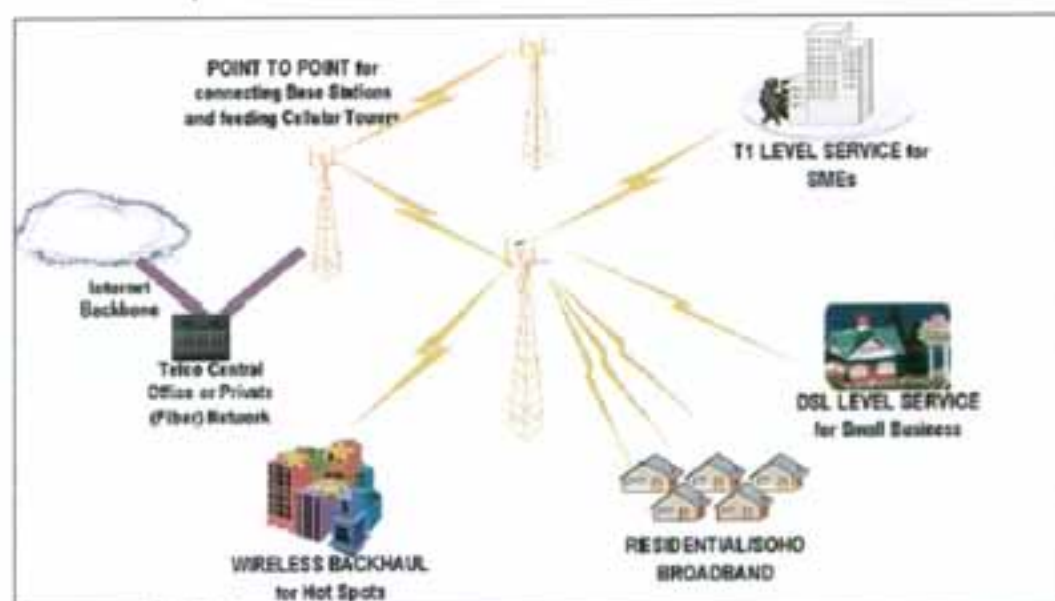 POINT TO POINT for
connecting Base Stations
and feeding Cellular Towers
T1 LEVEL SERVICE for
SMEs
Internet
Backbone
Telco Central
Office or Private
(Fiber) Network
DSL LEVEL SERVICE
for Small Business
WIRELESS BACKHAUL
for Hot Spots
RESIDENTIAL/SOHO
BROADBAND